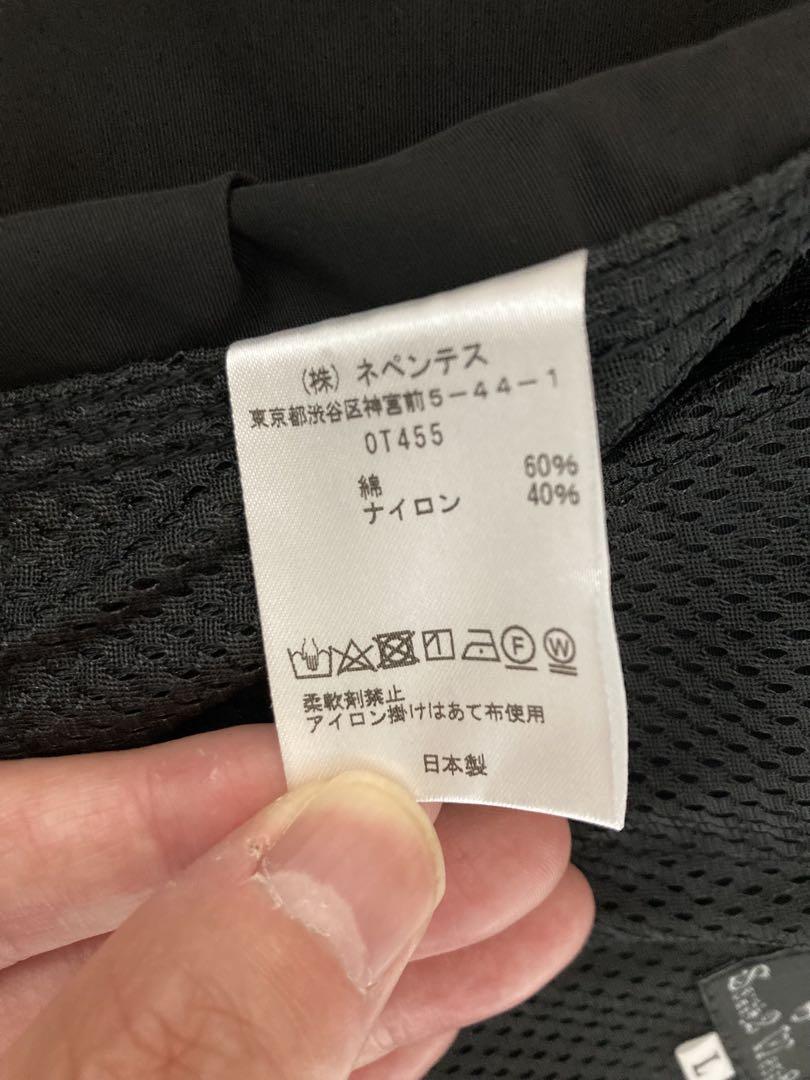 (株) ネペンテス
東京都渋谷区神宮前5-44-1
OT455
綿 60%
ナイロン 40%
F W
柔軟剤禁止
アイロン掛けはあて布使用
日本製
L